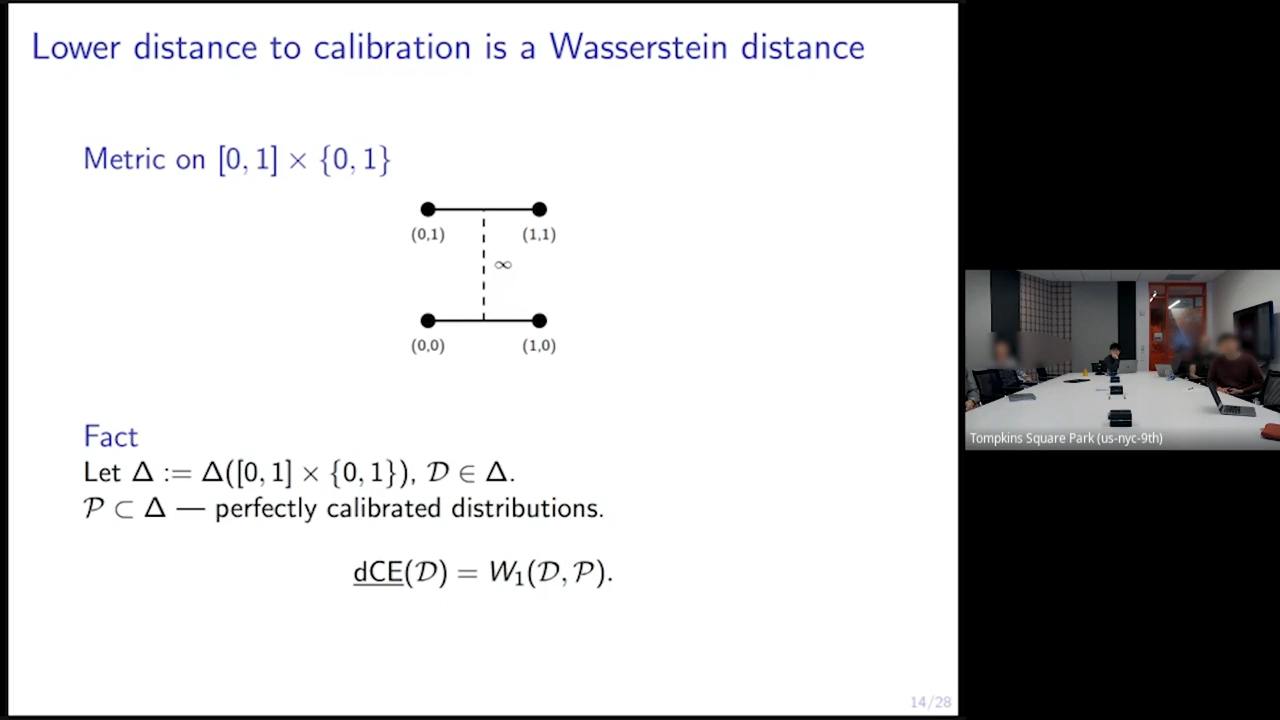 Lower distance to calibration is a Wasserstein distance
Metric on [0, 1] × {0, 1}
(0,1) (1,1)
∞
(0,0) (1,0)
Fact
Let Δ := Δ([0, 1] × {0, 1}), 𝒟 ∈ Δ.
𝒫 ⊂ Δ — perfectly calibrated distributions.
<u>dCE</u>(𝒟) = W₁(𝒟, 𝒫).
14/28
Tompkins Square Park (us-nyc-9th)